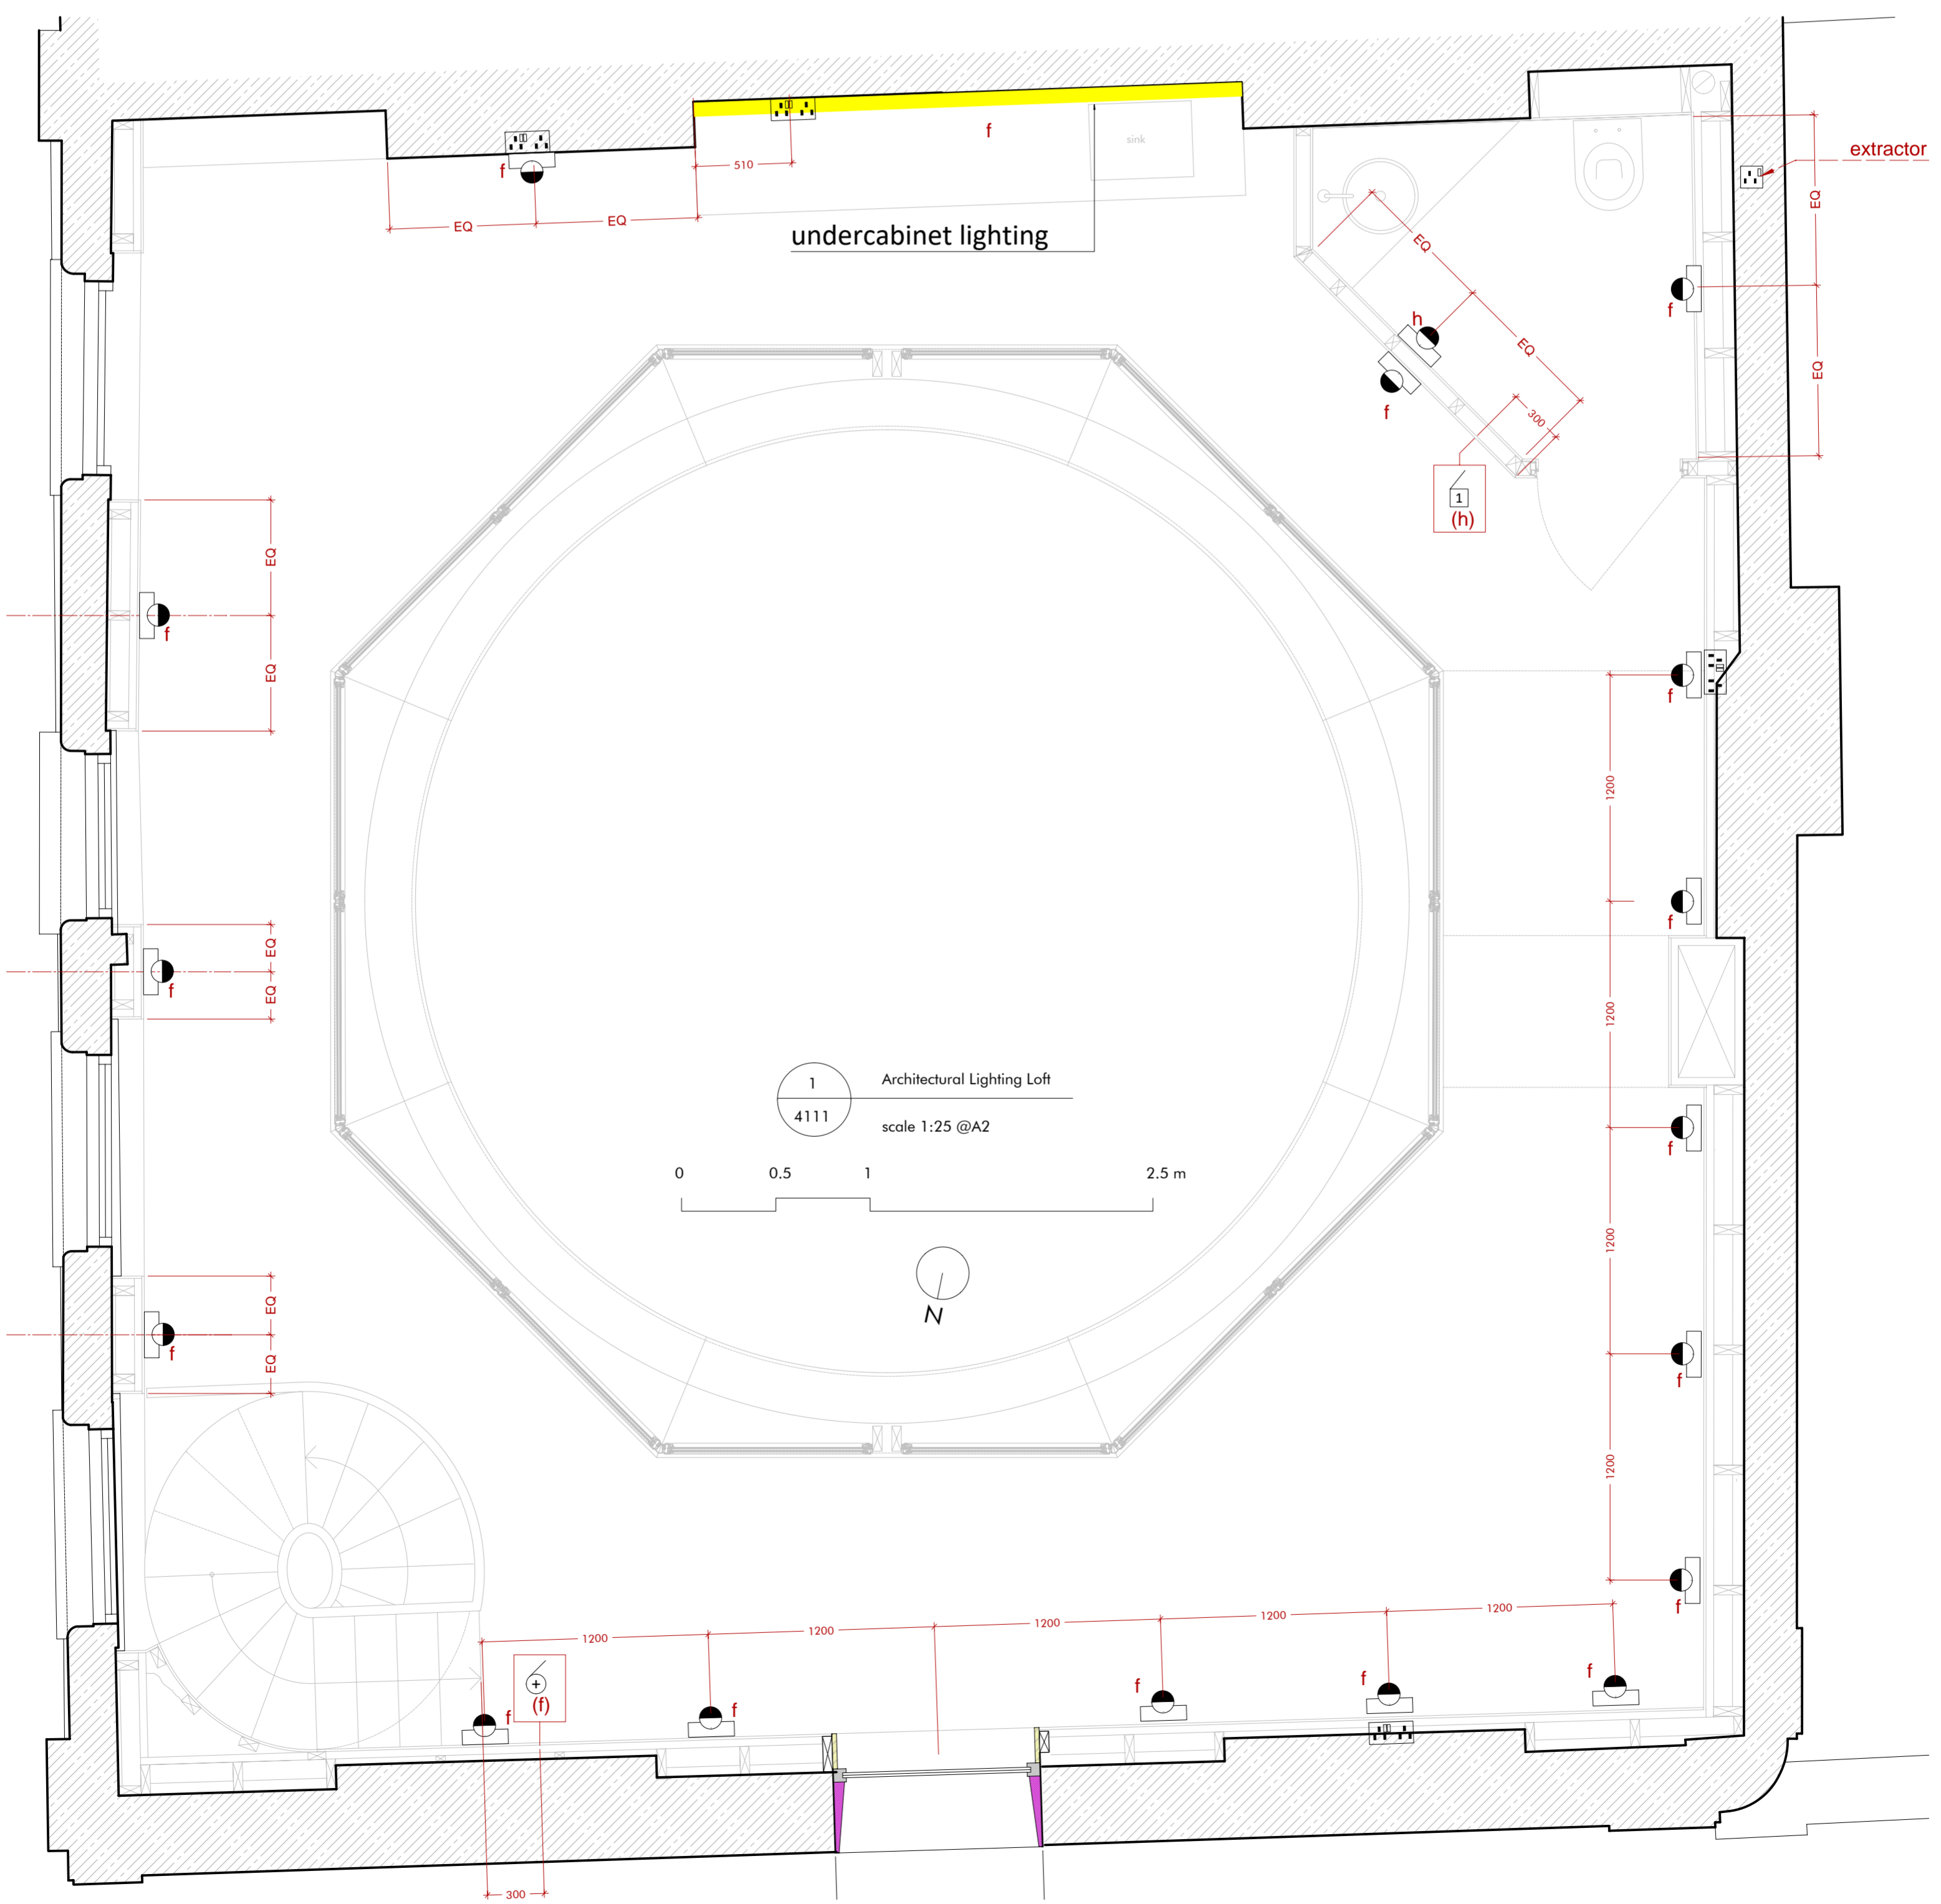 extractor
sink
f
f
510
EQ
EQ
undercabinet lighting
EQ
EQ
EQ
EQ
f
h
f
300
1
(h)
EQ
EQ
f
f
1200
f
EQ
EQ
f
1200
1
4111
Architectural Lighting Loft
scale 1:25 @A2
f
0
0.5
1
2.5 m
1200
N
EQ
EQ
f
f
1200
f
1200
1200
1200
1200
1200
(f)
f
f
f
f
f
300